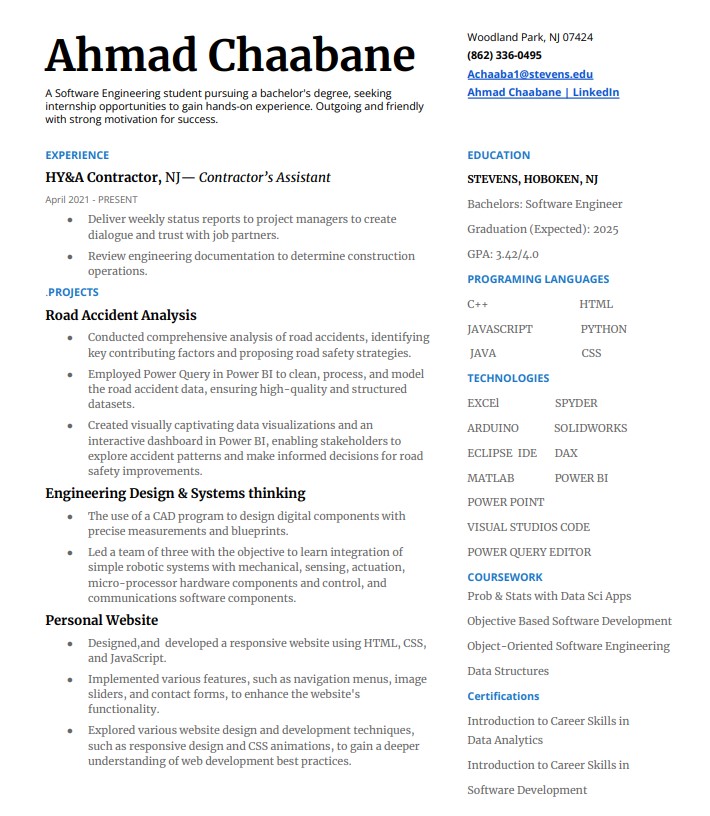 Ahmad Chaabane
A Software Engineering student pursuing a bachelor's degree, seeking
internship opportunities to gain hands-on experience. Outgoing and friendly
with strong motivation for success.
Woodland Park, NJ 07424
(862) 336-0495
Achaaba1@stevens.edu
Ahmad Chaabane | LinkedIn
EXPERIENCE
HY&A Contractor, NJ— Contractor's Assistant
April 2021 - PRESENT
● Deliver weekly status reports to project managers to create
dialogue and trust with job partners.
● Review engineering documentation to determine construction
operations.
.PROJECTS
Road Accident Analysis
● Conducted comprehensive analysis of road accidents, identifying
key contributing factors and proposing road safety strategies.
● Employed Power Query in Power BI to clean, process, and model
the road accident data, ensuring high-quality and structured
datasets.
● Created visually captivating data visualizations and an
interactive dashboard in Power BI, enabling stakeholders to
explore accident patterns and make informed decisions for road
safety improvements.
Engineering Design & Systems thinking
● The use of a CAD program to design digital components with
precise measurements and blueprints.
● Led a team of three with the objective to learn integration of
simple robotic systems with mechanical, sensing, actuation,
micro-processor hardware components and control, and
communications software components.
Personal Website
● Designed,and developed a responsive website using HTML, CSS,
and JavaScript.
● Implemented various features, such as navigation menus, image
sliders, and contact forms, to enhance the website's
functionality.
● Explored various website design and development techniques,
such as responsive design and CSS animations, to gain a deeper
understanding of web development best practices.
EDUCATION
STEVENS, HOBOKEN, NJ
Bachelors: Software Engineer
Graduation (Expected): 2025
GPA: 3.42/4.0
PROGRAMING LANGUAGES
C++ HTML
JAVASCRIPT PYTHON
JAVA CSS
TECHNOLOGIES
EXCEl SPYDER
ARDUINO SOLIDWORKS
ECLIPSE IDE DAX
MATLAB POWER BI
POWER POINT
VISUAL STUDIOS CODE
POWER QUERY EDITOR
COURSEWORK
Prob & Stats with Data Sci Apps
Objective Based Software Development
Object-Oriented Software Engineering
Data Structures
Certifications
Introduction to Career Skills in
Data Analytics
Introduction to Career Skills in
Software Development